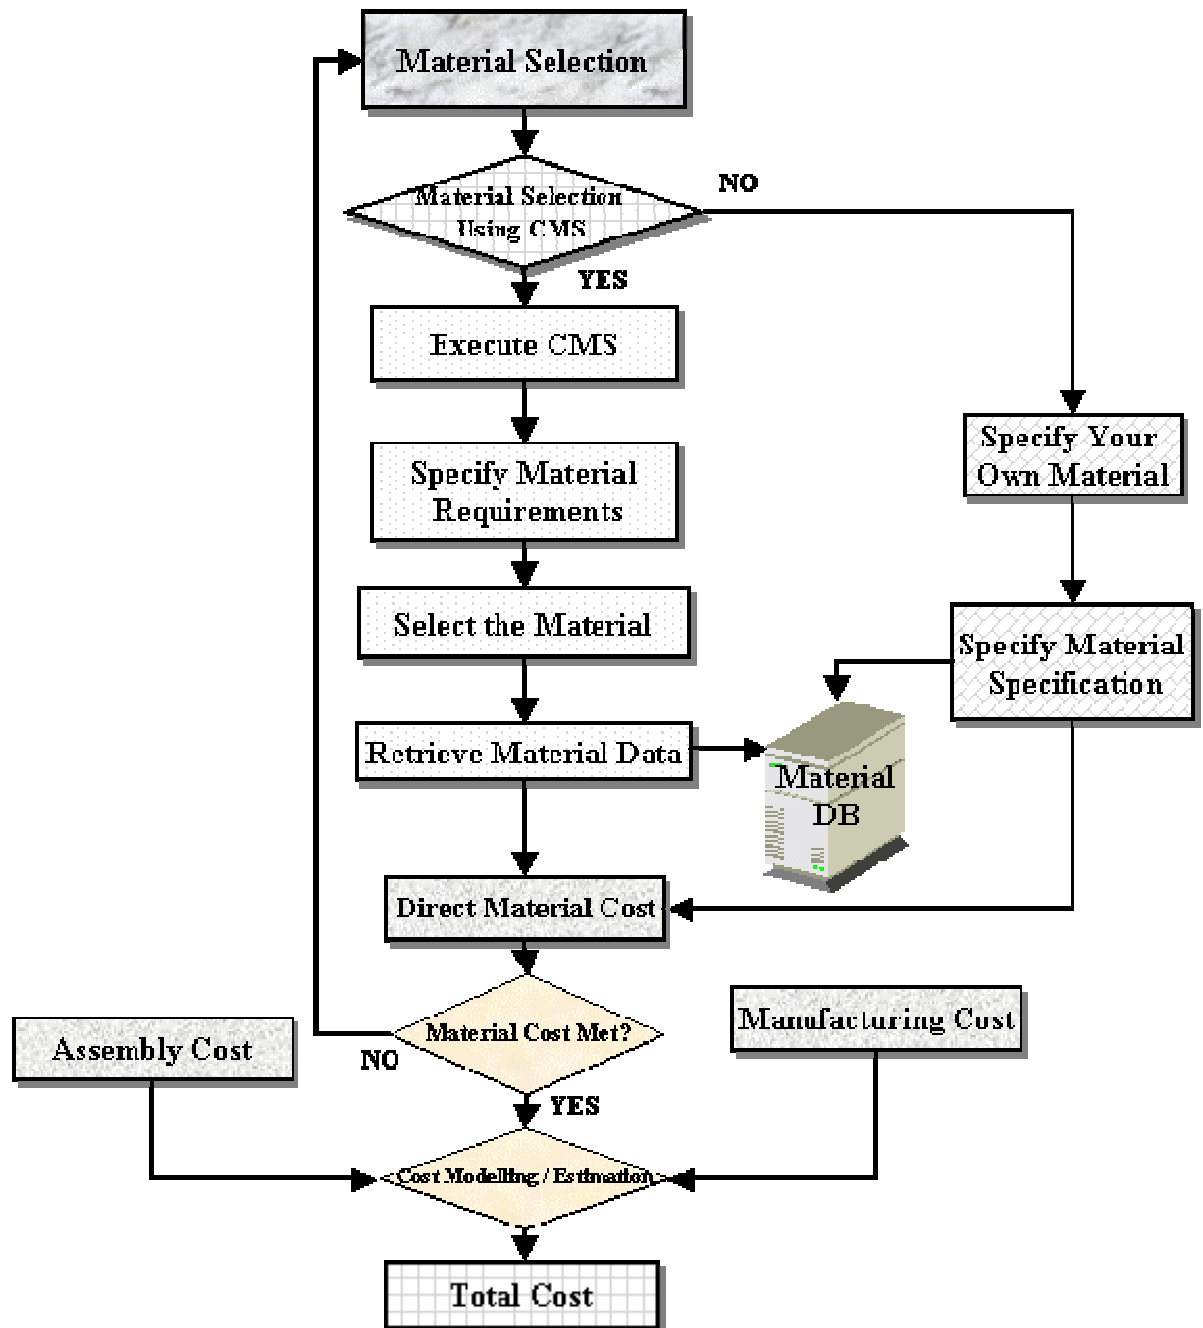 Material Selection
Material Selection
Using CMS
NO
YES
Execute CMS
Specify Material
Requirements
Specify Your
Own Material
Select the Material
Specify Material
Specification
Retrieve Material Data
Material
DB
Direct Material Cost
Material Cost Met?
NO
YES
Manufacturing Cost
Assembly Cost
Cost Modelling / Estimation
Total Cost